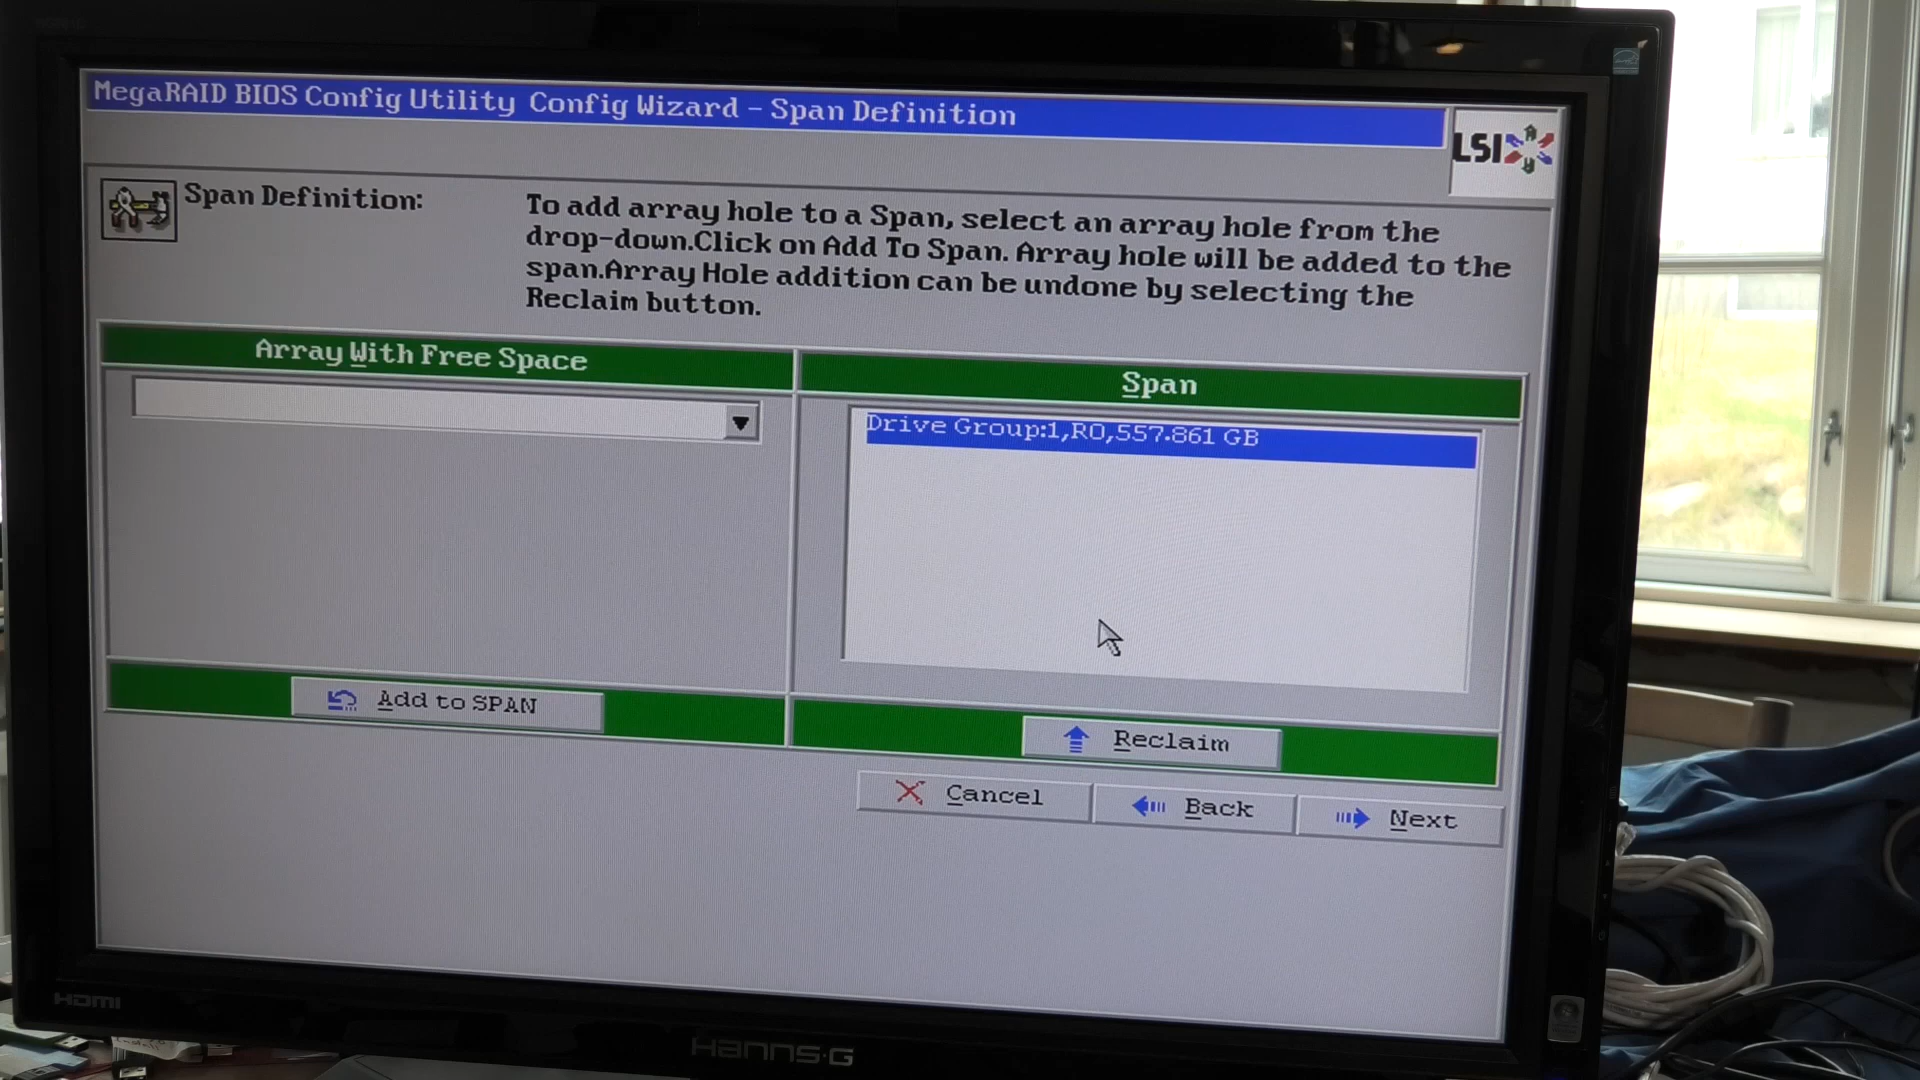 MegaRAID BIOS Config Utility Config Wizard - Span Definition
LSI
Span Definition:
To add array hole to a Span, select an array hole from the
drop-down.Click on Add To Span. Array hole will be added to the
span.Array Hole addition can be undone by selecting the
Reclaim button.
Array With Free Space
Span
Drive Group:1,R0,557.861 GB
Add to SPAN
Reclaim
Cancel
Back
Next
HDMI
HANNS·G